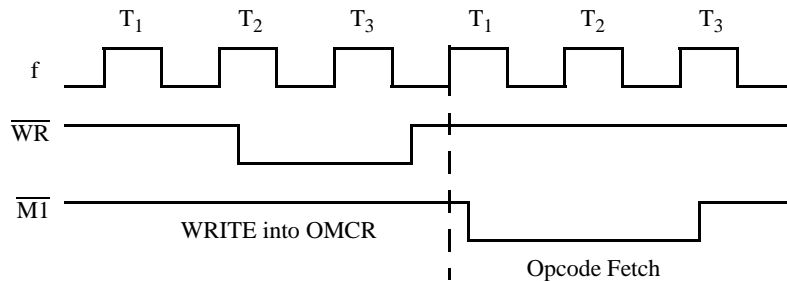 T1 T2 T3 T1 T2 T3
f
WR
M1
WRITE into OMCR
Opcode Fetch